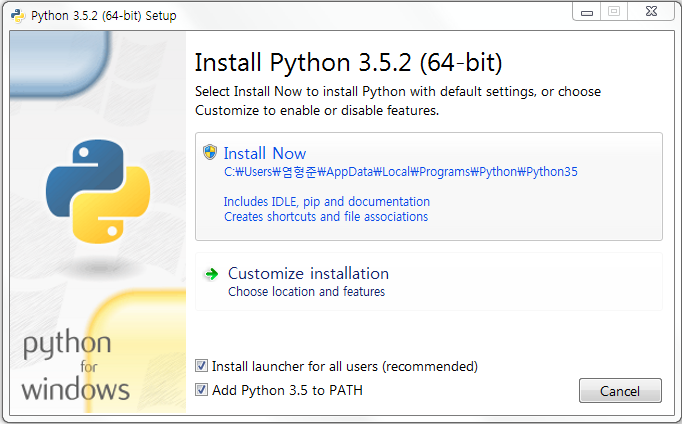 Python 3.5.2 (64-bit) Setup
Install Python 3.5.2 (64-bit)
Select Install Now to install Python with default settings, or choose
Customize to enable or disable features.
Install Now
C:₩Users₩염형준₩AppData₩Local₩Programs₩Python₩Python35
Includes IDLE, pip and documentation
Creates shortcuts and file associations
Customize installation
Choose location and features
python
for
windows
Install launcher for all users (recommended)
Add Python 3.5 to PATH
Cancel